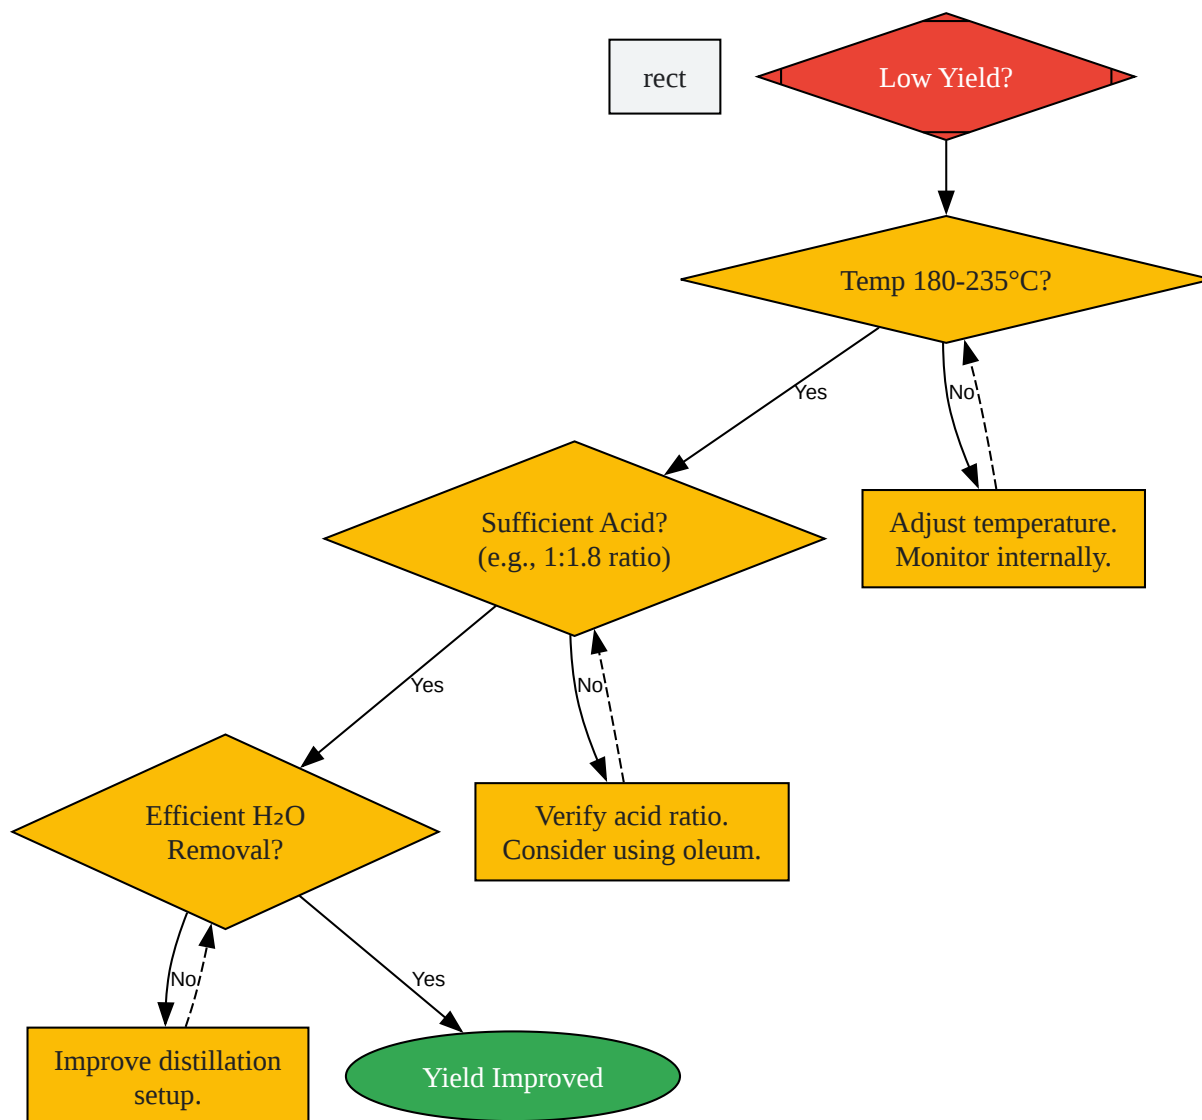 rect
Low Yield?
Temp 180-235°C?
Yes
No
Sufficient Acid?
(e.g., 1:1.8 ratio)
Adjust temperature.
Monitor internally.
Yes
No
Efficient H₂O
Removal?
Verify acid ratio.
Consider using oleum.
No
Yes
Improve distillation
setup.
Yield Improved